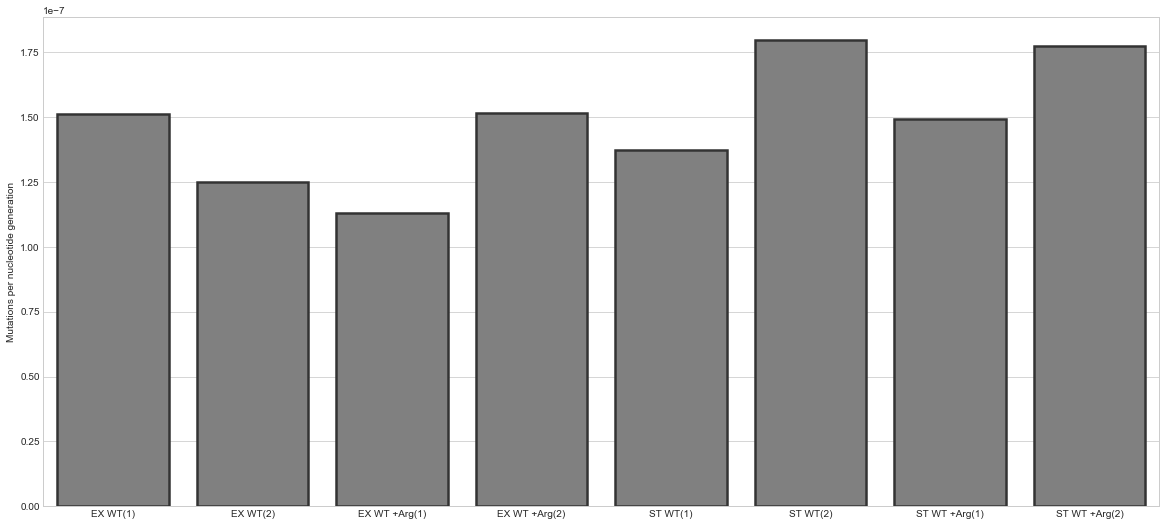 1e−7
Mutations per nucleotide generation
1.75
1.50
1.25
1.00
0.75
0.50
0.25
0.00
EX WT(1) EX WT(2) EX WT +Arg(1) EX WT +Arg(2) ST WT(1) ST WT(2) ST WT +Arg(1) ST WT +Arg(2)